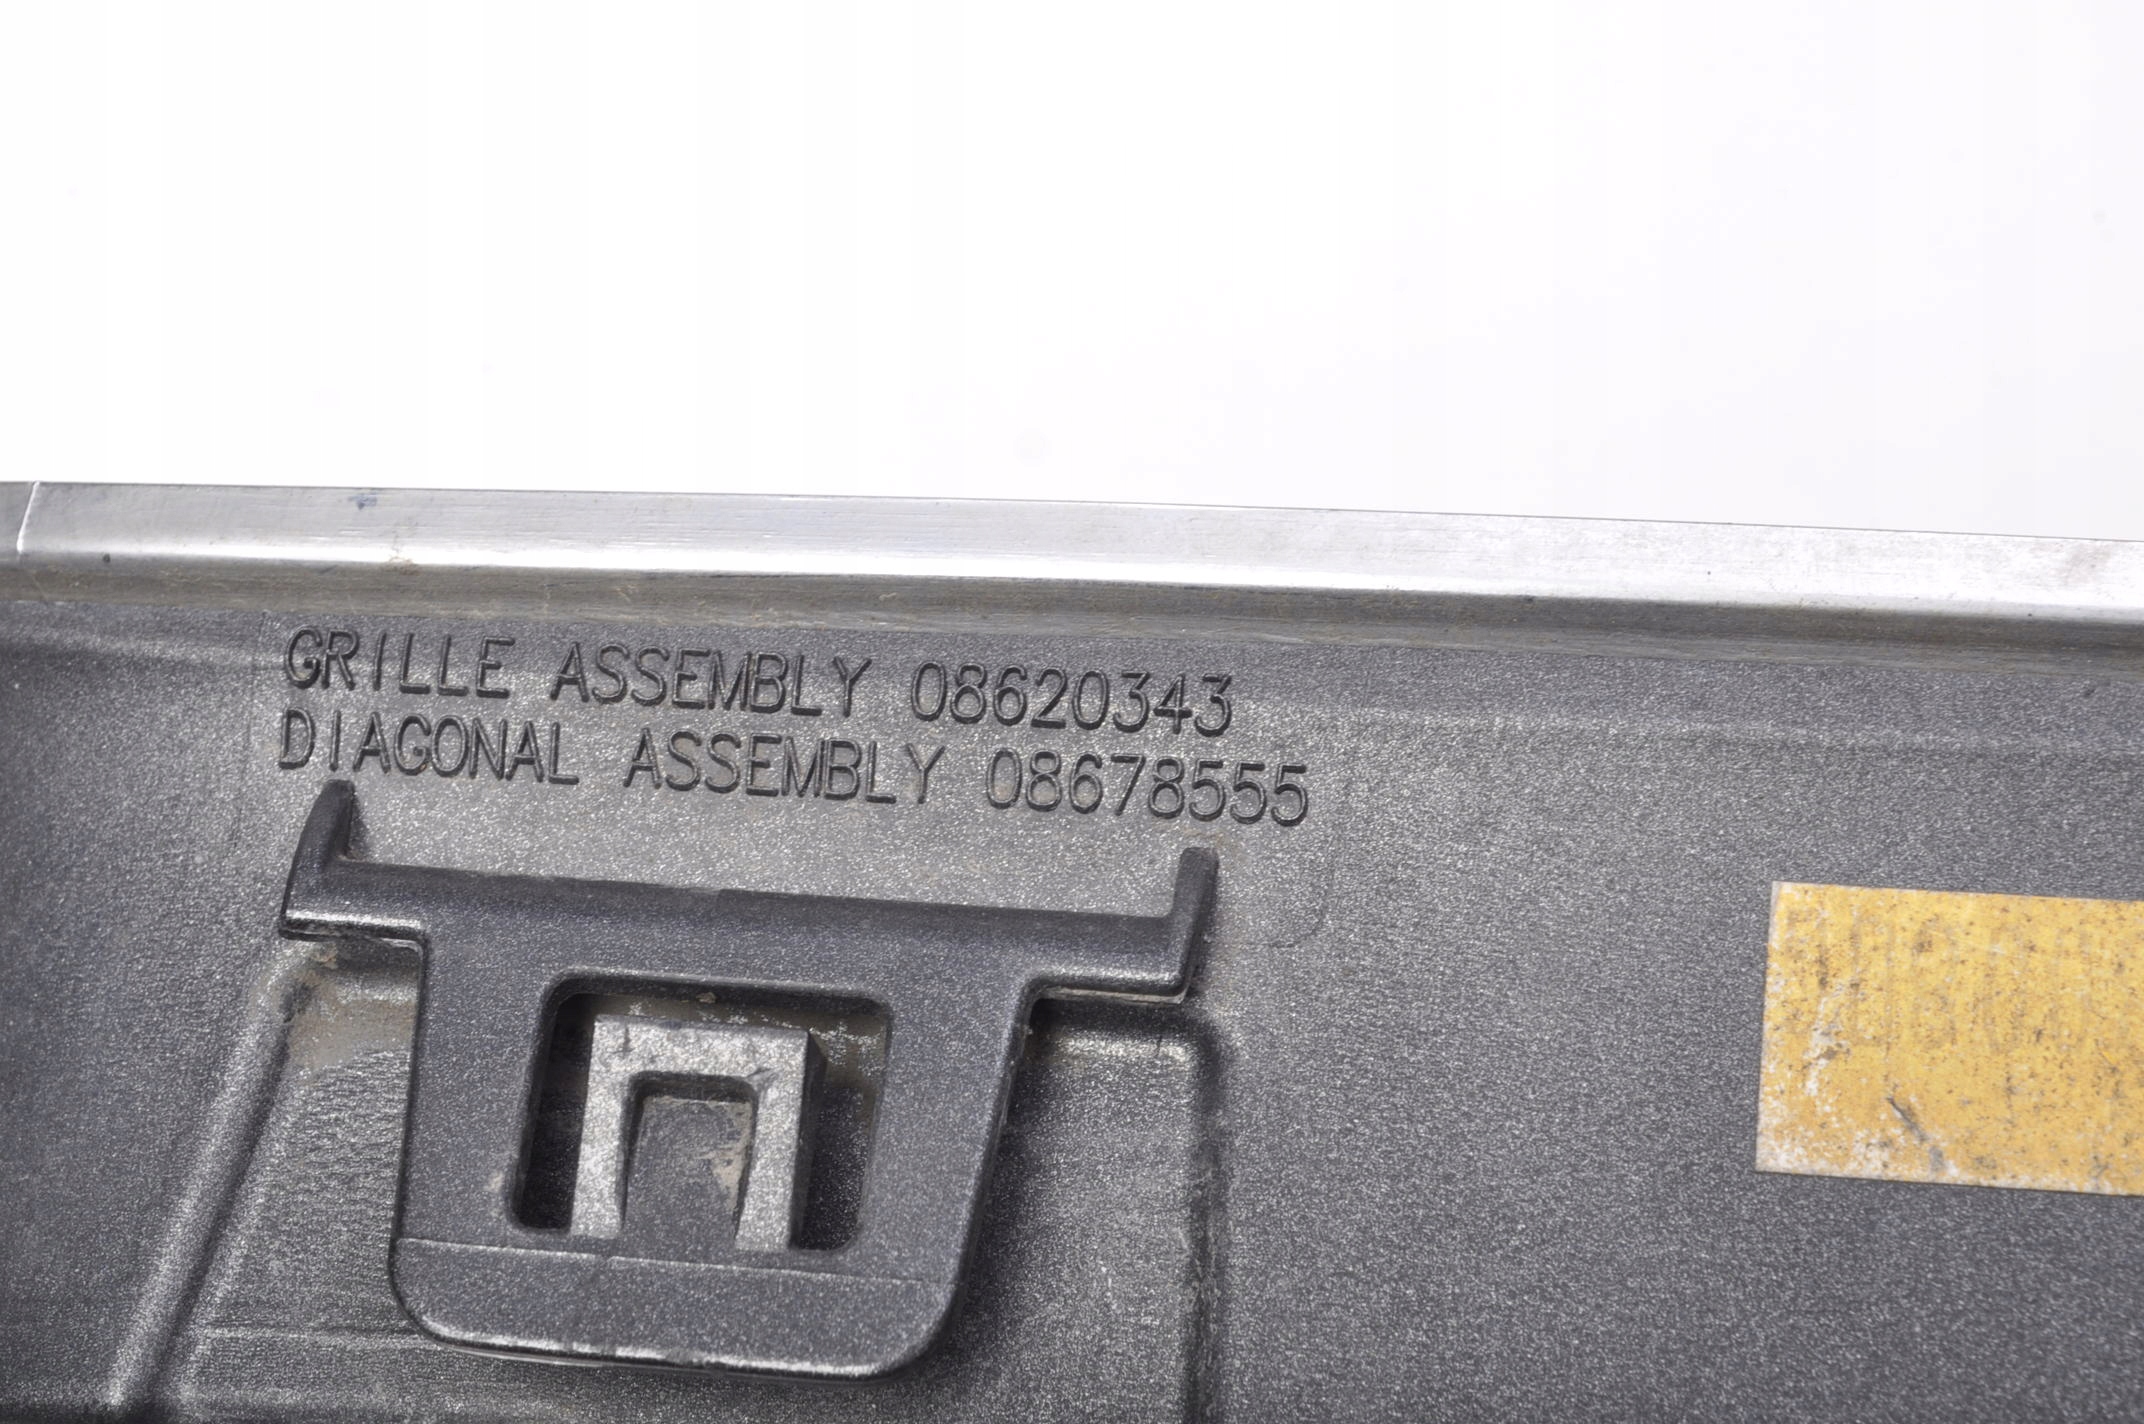 GRILLE ASSEMBLY 08620343
DIAGONAL ASSEMBLY 08678555